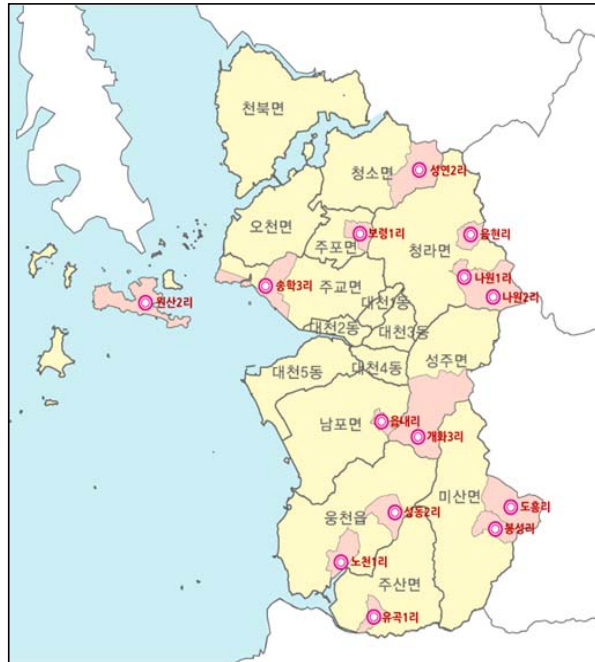 천북면
청소면
성연2리
오천면
주포면
보령1리
청라면
음현리
나원1리
나원2리
송학3리
주교면
원산2리
대천1동
대천2동
대천3동
대천4동
대천5동
성주면
남포면
읍내리
개화3리
미산면
도흥리
봉성리
웅천읍
성동2리
노천1리
주산면
유곡1리